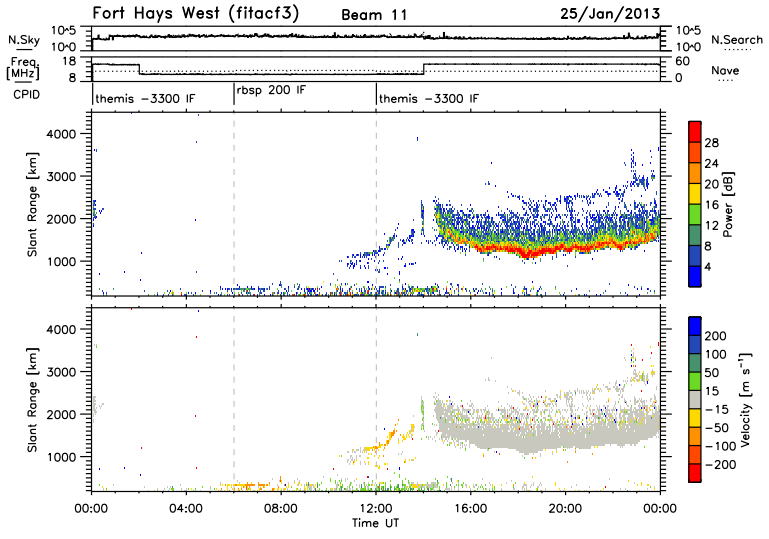 Fort Hays West (fitacf3) Beam 11 25/Jan/2013
N.Sky 10^5 10^0 10^5 10^0 N.Search
Freq. [MHz] 18 8 60 0 Nave
CPID themis -3300 IF rbsp 200 IF themis -3300 IF
Slant Range [km]
4000
3000
2000
1000
Power [dB]
28
24
20
16
12
8
4
Slant Range [km]
4000
3000
2000
1000
Velocity [m s^-1]
200
100
50
15
-15
-50
-100
-200
00:00 04:00 08:00 12:00 16:00 20:00 00:00
Time UT